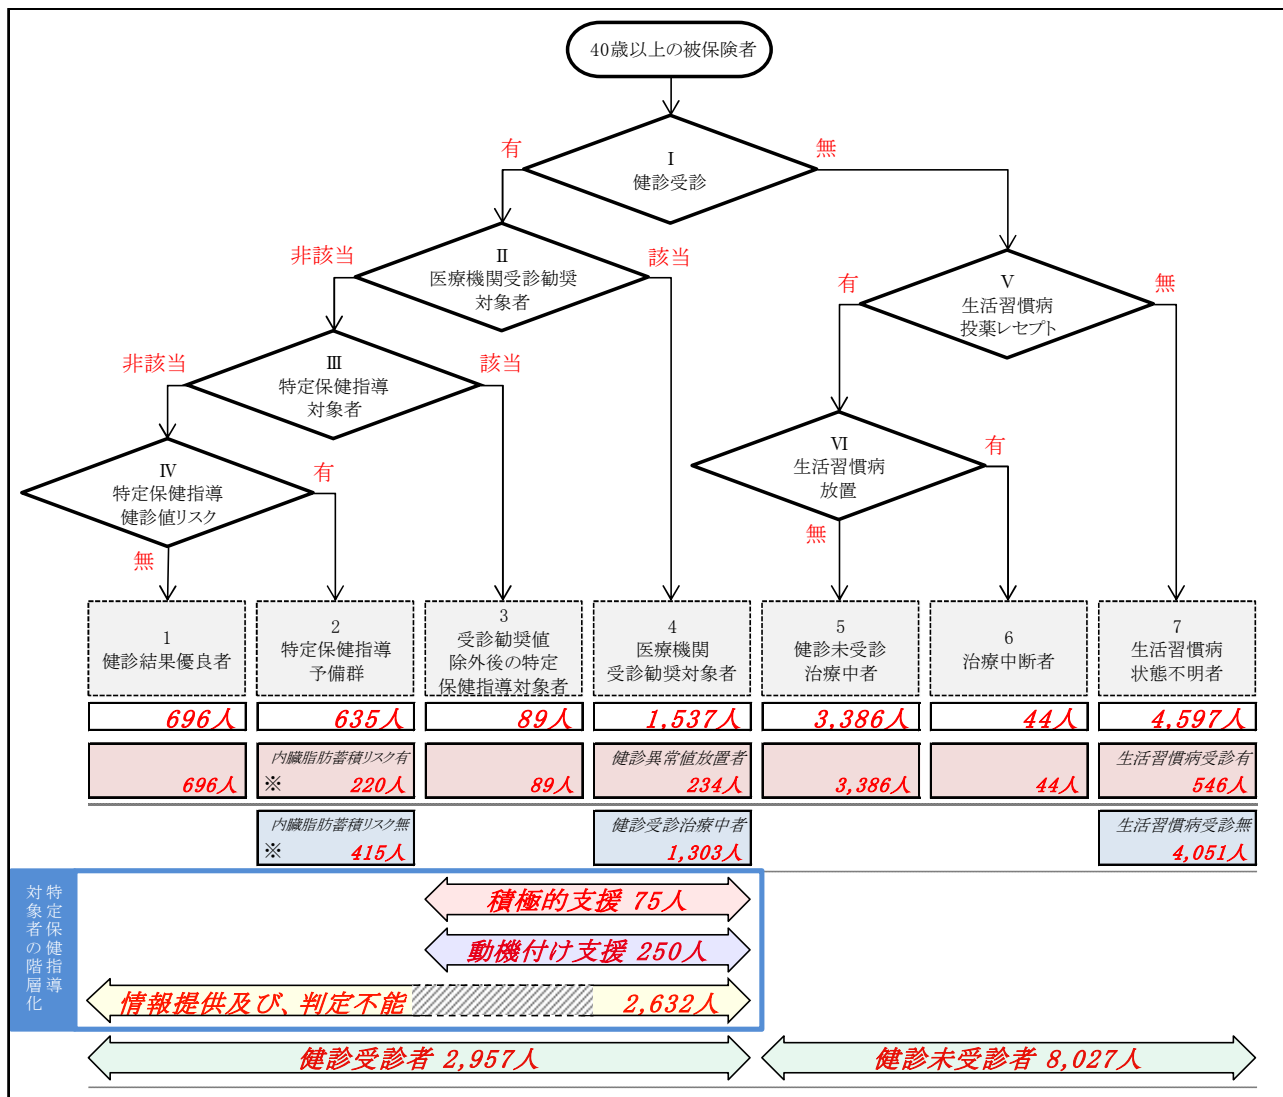 40歳以上の被保険者
有
無
Ⅰ
健診受診
非該当
該当
Ⅱ
医療機関受診勧奨
対象者
有
無
Ⅴ
生活習慣病
投薬レセプト
非該当
該当
Ⅲ
特定保健指導
対象者
有
Ⅳ
特定保健指導
健診値リスク
無
有
Ⅵ
生活習慣病
放置
無
1
健診結果優良者
2
特定保健指導
予備群
3
受診勧奨値
除外後の特定
保健指導対象者
4
医療機関
受診勧奨対象者
5
健診未受診
治療中者
6
治療中断者
7
生活習慣病
状態不明者
696人
635人
89人
1,537人
3,386人
44人
4,597人
696人
内臓脂肪蓄積リスク有
※ 220人
89人
健診異常値放置者
234人
3,386人
44人
生活習慣病受診有
546人
内臓脂肪蓄積リスク無
※ 415人
健診受診治療中者
1,303人
生活習慣病受診無
4,051人
特定保健指導
対象者の階層化
積極的支援 75人
動機付け支援 250人
情報提供及び、判定不能 2,632人
健診受診者 2,957人
健診未受診者 8,027人